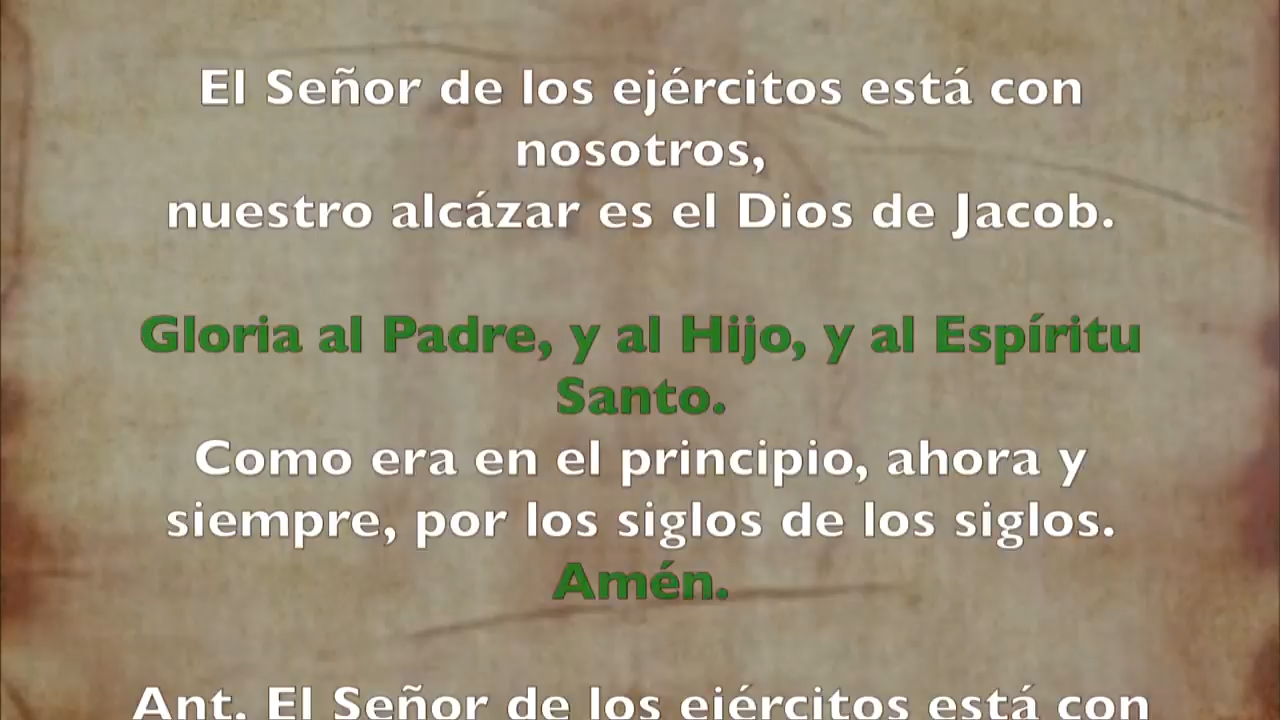 El Señor de los ejércitos está con
nosotros,
nuestro alcázar es el Dios de Jacob.
Gloria al Padre, y al Hijo, y al Espíritu
Santo.
Como era en el principio, ahora y
siempre, por los siglos de los siglos.
Amén.
Ant. El Señor de los ejércitos está con